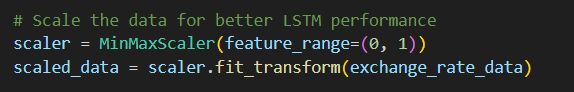 # Scale the data for better LSTM performance
scaler = MinMaxScaler(feature_range=(0, 1))
scaled_data = scaler.fit_transform(exchange_rate_data)